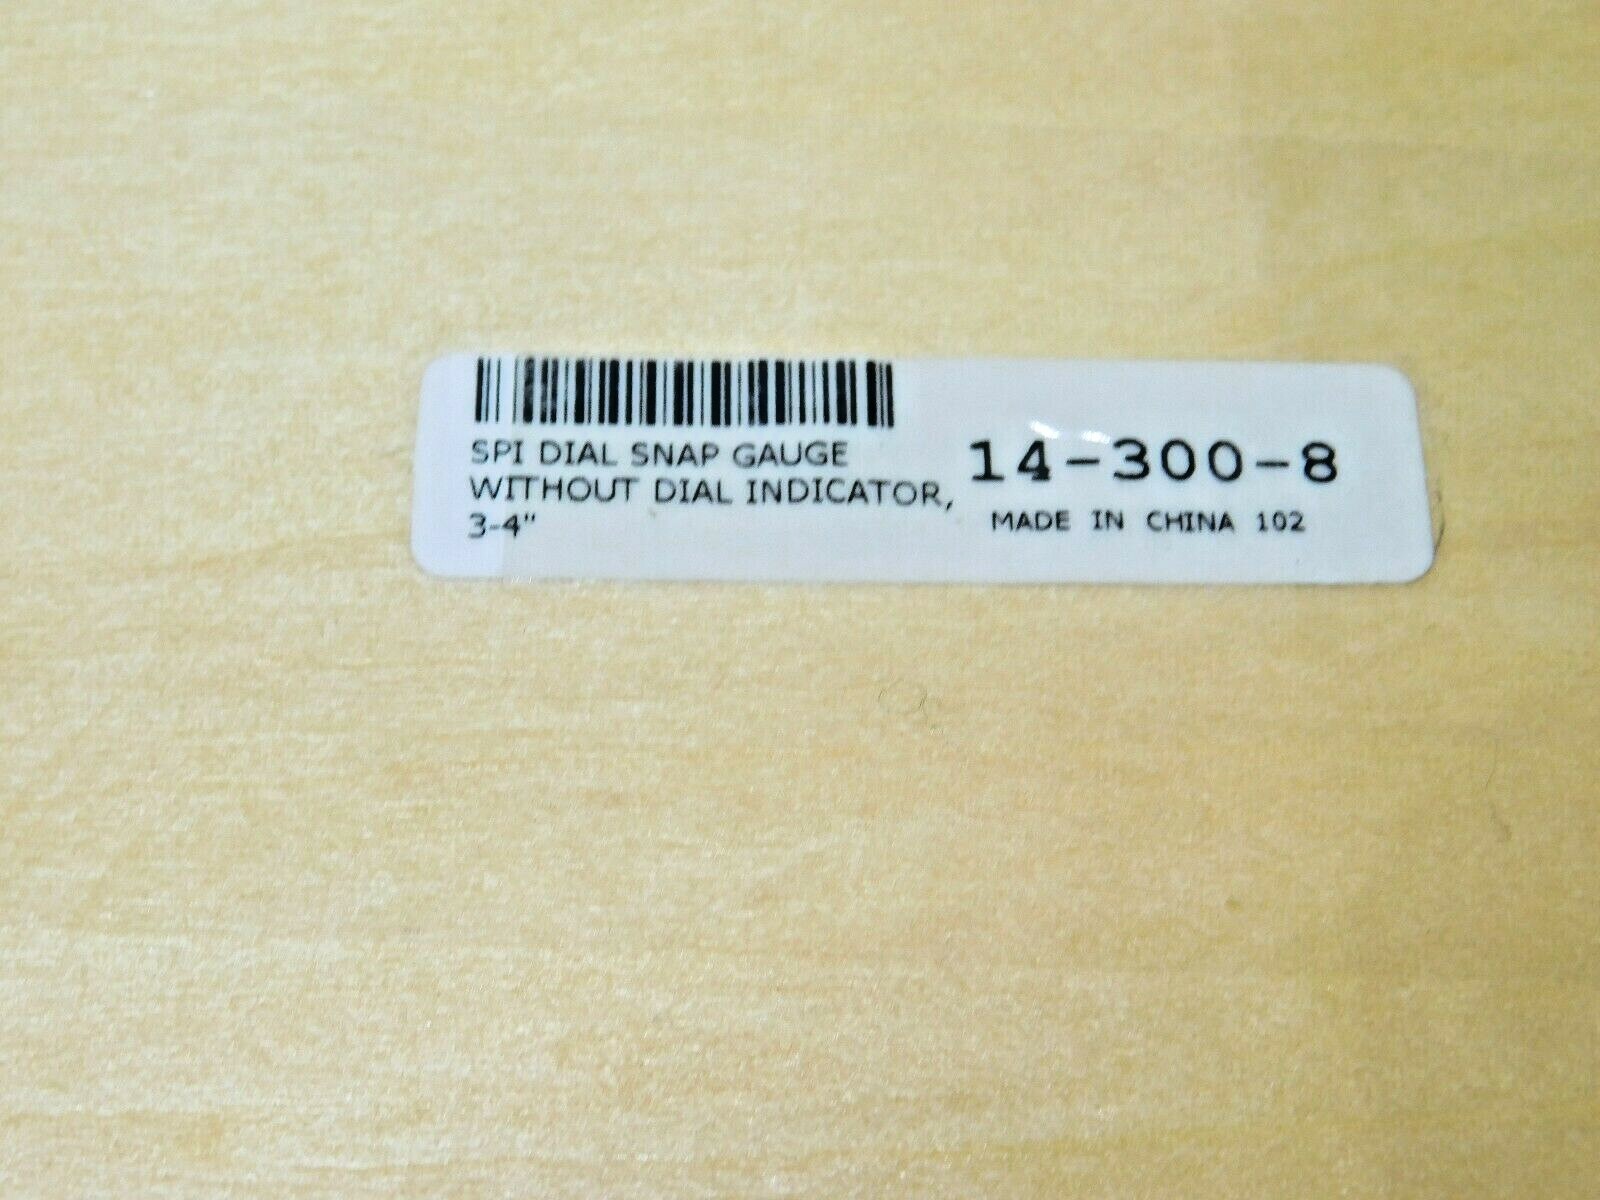 SPI DIAL SNAP GAUGE
WITHOUT DIAL INDICATOR,
3-4"
14-300-8
MADE IN CHINA 102